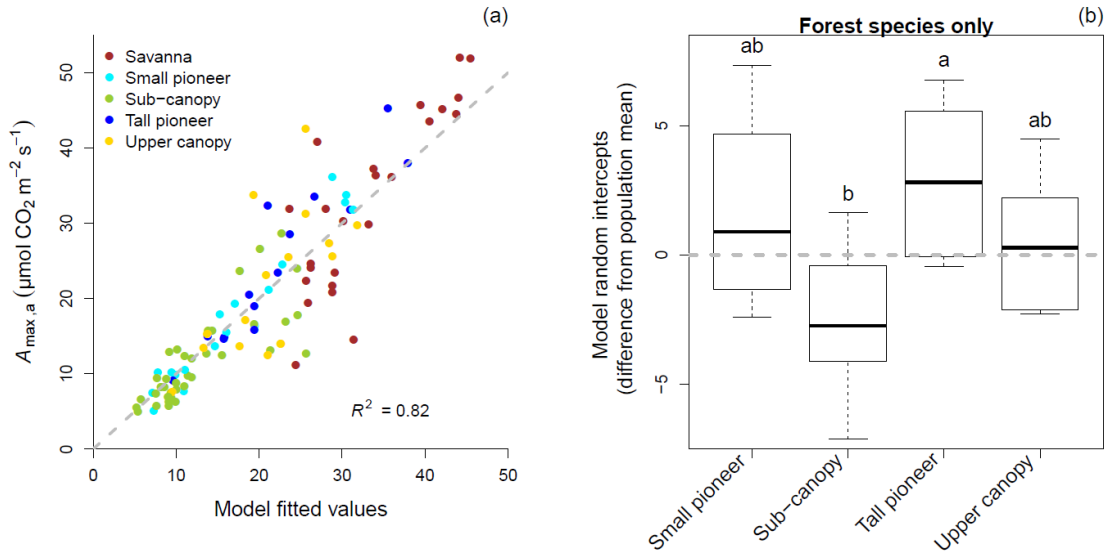 (a)
Savanna
Small pioneer
Sub−canopy
Tall pioneer
Upper canopy
R² = 0.82
Amax,a (μmol CO2 m−2 s−1)
0
10
20
30
40
50
0 10 20 30 40 50
Model fitted values
(b)
Forest species only
ab
b
a
ab
Model random intercepts
(difference from population mean)
5
0
−5
Small pioneer
Sub−canopy
Tall pioneer
Upper canopy